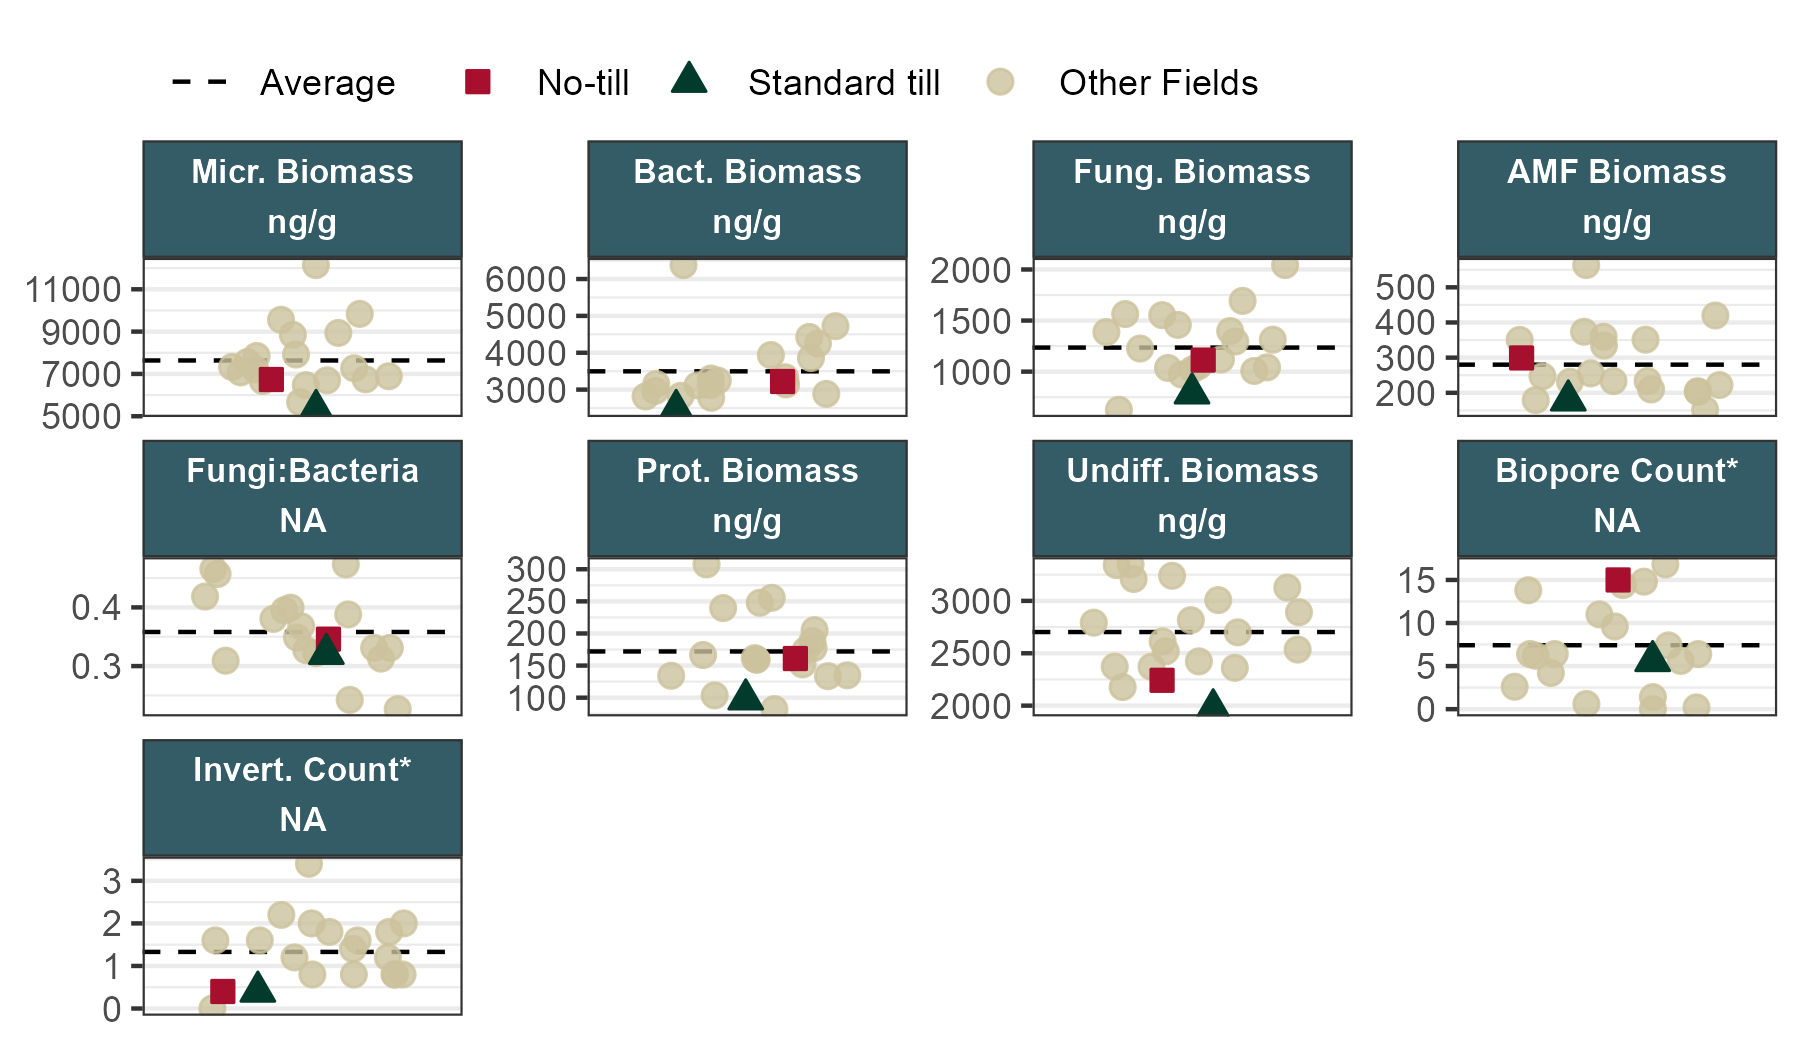 Average No-till Standard till Other Fields
Micr. Biomass
ng/g
11000
9000
7000
5000
Bact. Biomass
ng/g
6000
5000
4000
3000
Fung. Biomass
ng/g
2000
1500
1000
AMF Biomass
ng/g
500
400
300
200
Fungi:Bacteria
NA
0.4
0.3
Prot. Biomass
ng/g
300
250
200
150
100
Undiff. Biomass
ng/g
3000
2500
2000
Biopore Count*
NA
15
10
5
0
Invert. Count*
NA
3
2
1
0